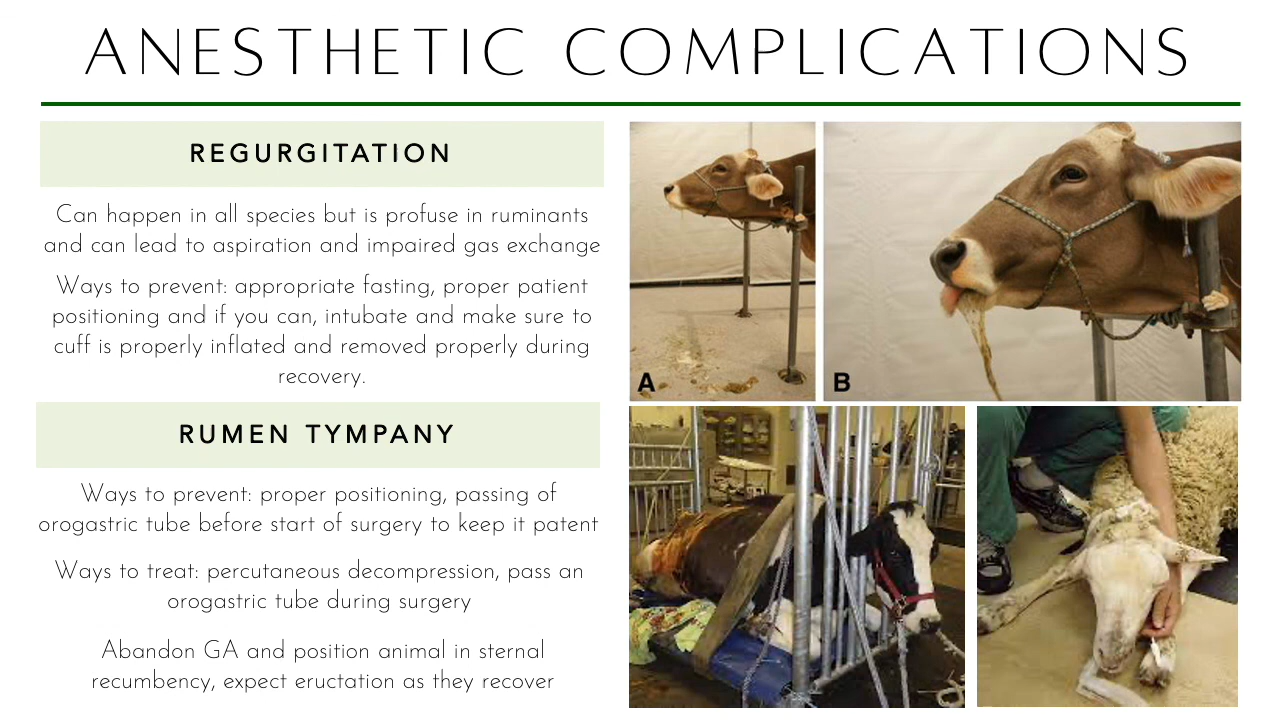 ANESTHETIC COMPLICATIONS
REGURGITATION
Can happen in all species but is profuse in ruminants
and can lead to aspiration and impaired gas exchange
Ways to prevent: appropriate fasting, proper patient
positioning and if you can, intubate and make sure to
cuff is properly inflated and removed properly during
recovery.
RUMEN TYMPANY
Ways to prevent: proper positioning, passing of
orogastric tube before start of surgery to keep it patent
Ways to treat: percutaneous decompression, pass an
orogastric tube during surgery
Abandon GA and position animal in sternal
recumbency, expect eructation as they recover
A
B